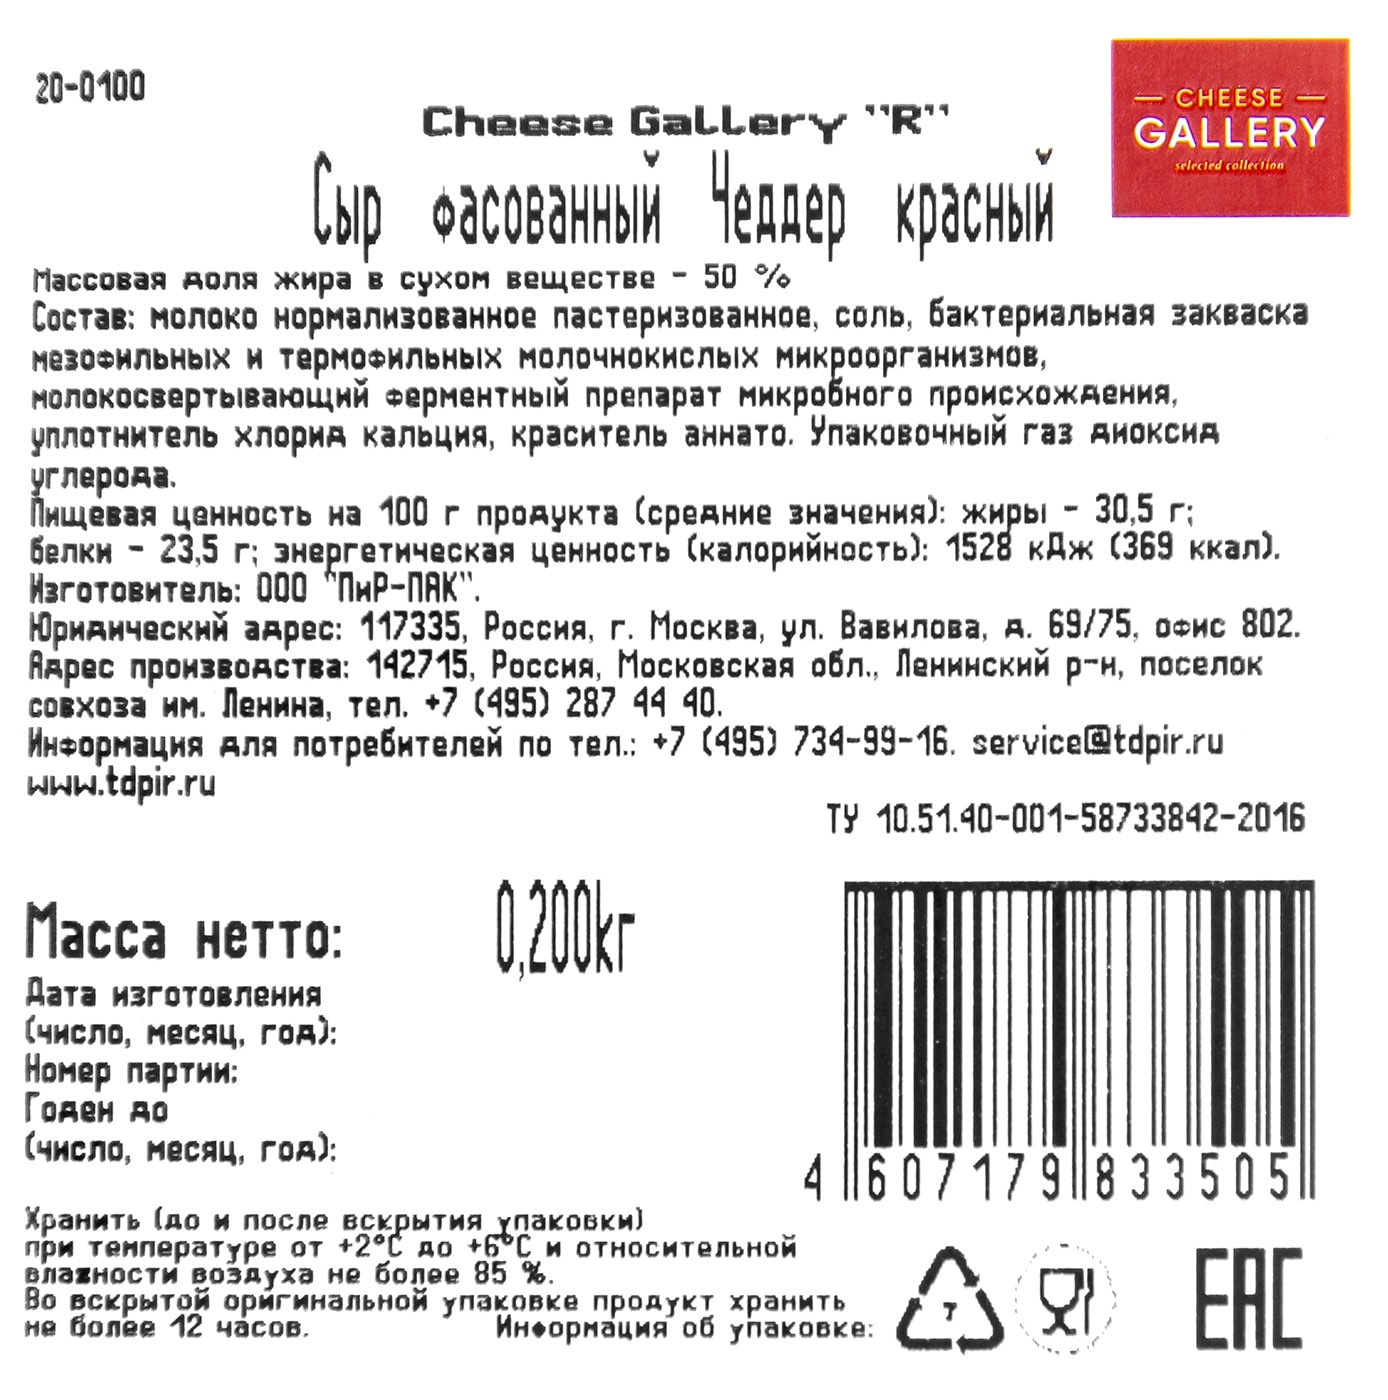 20-0100
CHEESE
GALLERY
selected collection
Cheese Gallery "R"
Сыр фасованный Чеддер красный
Массовая доля жира в сухом веществе - 50 %
Состав: молоко нормализованное пастеризованное, соль, бактериальная закваска
мезофильных и термофильных молочнокислых микроорганизмов,
молокосвертывающий ферментный препарат микробного происхождения,
уплотнитель хлорид кальция, краситель аннато. Упаковочный газ диоксид
углерода.
Пищевая ценность на 100 г продукта (средние значения): жиры - 30,5 г;
белки - 23,5 г; энергетическая ценность (калорийность): 1528 кДж (369 ккал).
Изготовитель: ООО "ПиР-ПАК".
Юридический адрес: 117335, Россия, г. Москва, ул. Вавилова, д. 69/75, офис 802.
Адрес производства: 142715, Россия, Московская обл., Ленинский р-н, поселок
совхоза им. Ленина, тел. +7 (495) 287 44 40.
Информация для потребителей по тел.: +7 (495) 734-99-16. service@tdpir.ru
www.tdpir.ru
ТУ 10.51.40-001-58733842-2016
Масса нетто: 0,200кг
Дата изготовления
(число, месяц, год):
Номер партии:
Годен до
(число, месяц, год):
4 607179 833505
Хранить (до и после вскрытия упаковки)
при температуре от +2°C до +6°C и относительной
влажности воздуха не более 85 %.
Во вскрытой оригинальной упаковке продукт хранить
не более 12 часов. Информация об упаковке:
7
EAC